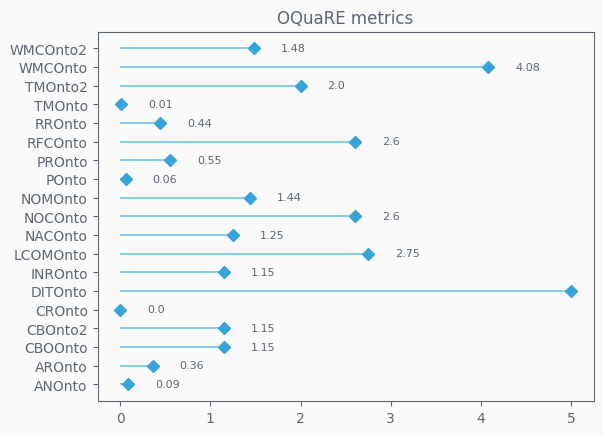 OQuaRE metrics
WMCOnto2 1.48
WMCOnto 4.08
TMOnto2 2.0
TMOnto 0.01
RROnto 0.44
RFCOnto 2.6
PROnto 0.55
POnto 0.06
NOMOnto 1.44
NOCOnto 2.6
NACOnto 1.25
LCOMOnto 2.75
INROnto 1.15
DITOnto
CROnto 0.0
CBOnto2 1.15
CBOOnto 1.15
AROnto 0.36
ANOnto 0.09
0 1 2 3 4 5